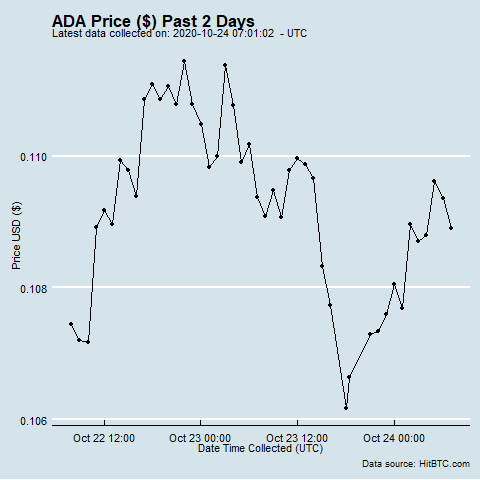 ADA Price ($) Past 2 Days
Latest data collected on: 2020-10-24 07:01:02  - UTC
Price USD ($)
0.110
0.108
0.106
Oct 22 12:00 Oct 23 00:00 Oct 23 12:00 Oct 24 00:00
Date Time Collected (UTC)
Data source: HitBTC.com